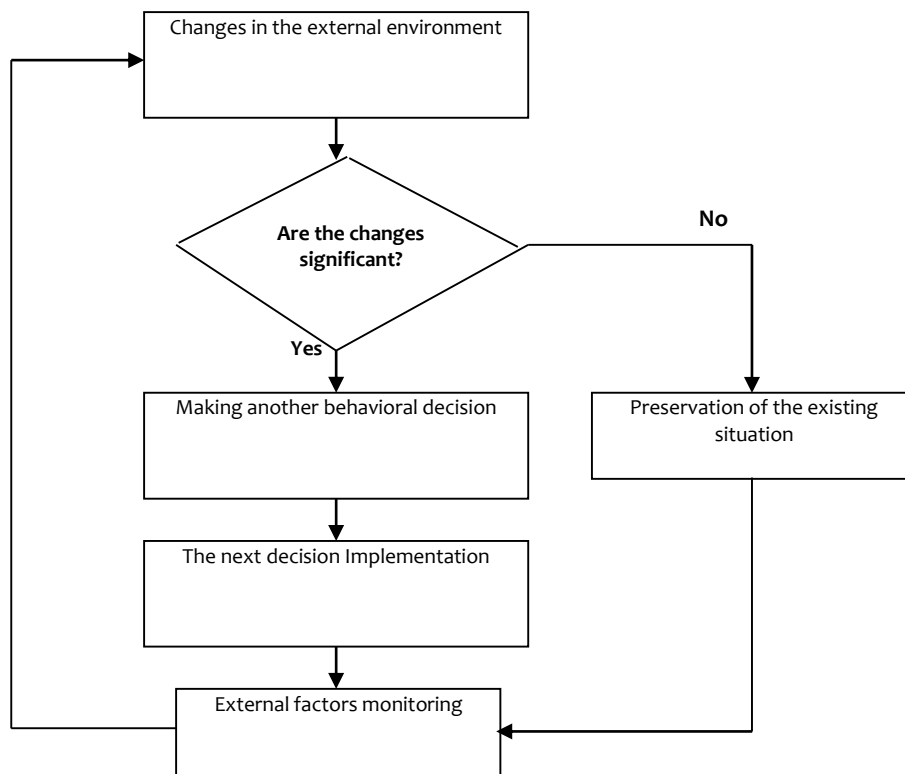 Changes in the external environment
Are the changes
significant?
No
Yes
Making another behavioral decision
Preservation of the existing
situation
The next decision Implementation
External factors monitoring